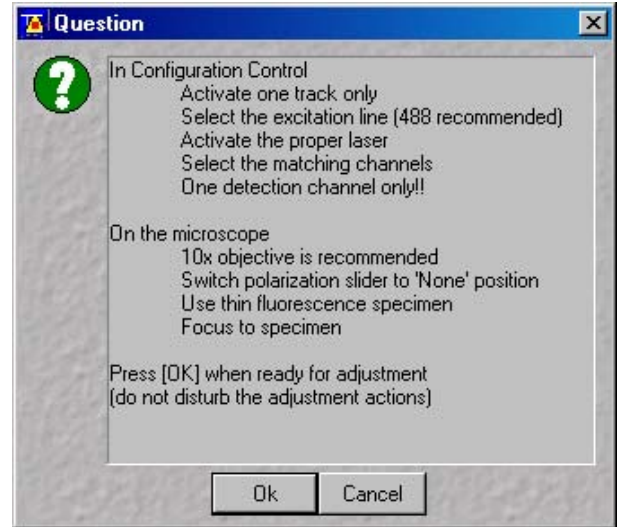 Question
In Configuration Control
Activate one track only
Select the excitation line (488 recommended)
Activate the proper laser
Select the matching channels
One detection channel only!!
On the microscope
10x objective is recommended
Switch polarization slider to 'None' position
Use thin fluorescence specimen
Focus to specimen
Press [OK] when ready for adjustment
(do not disturb the adjustment actions)
Ok
Cancel